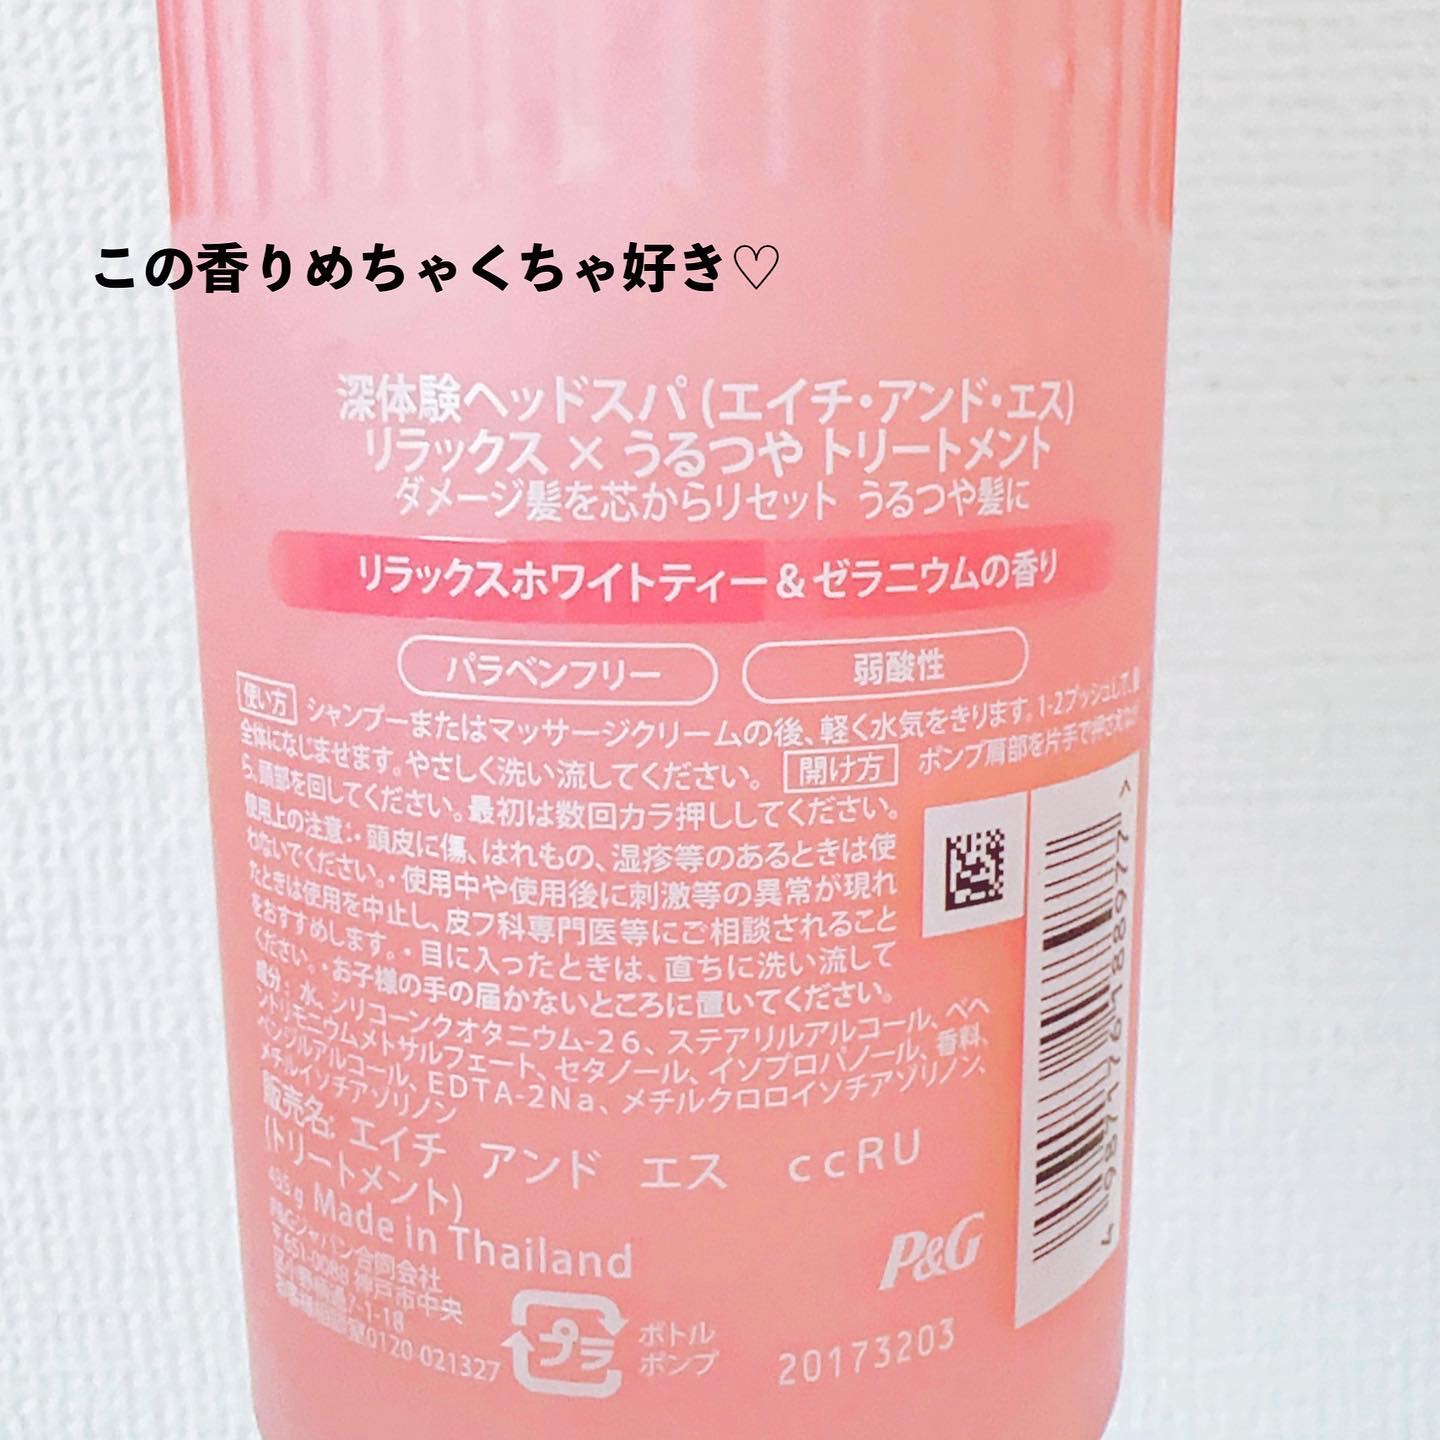 この香りめちゃくちゃ好き♡
深体験ヘッドスパ (エイチ・アンド・エス)
リラックス × うるつや トリートメント
ダメージ髪を芯からリセット うるつや髪に
リラックスホワイトティー & ゼラニウムの香り
パラベンフリー 弱酸性
使い方 シャンプーまたはマッサージクリームの後、軽く水気をきります。1-2プッシュして、
全体になじませます。やさしく洗い流してください。 開け方 ポンプ肩部を片手で押さえなが
ら、頭部を回してください。最初は数回カラ押ししてください。
使用上の注意:・頭皮に傷、はれもの、湿疹等のあるときは使
わないでください。・使用中や使用後に刺激等の異常が現れ
たときは使用を中止し、皮フ科専門医等にご相談されること
をおすすめします。・目に入ったときは、直ちに洗い流して
ください。・お子様の手の届かないところに置いてください。
成分: 水、シリコーンクオタニウム-26、ステアリルアルコール、ベヘ
ントリモニウムメトサルフェート、セタノール、イソプロパノール、香料、
ベンジルアルコール、EDTA-2Na、メチルクロロイソチアゾリノン、
メチルイソチアゾリノン
販売名: エイチ アンド エス ccRU
(トリートメント)
Made in Thailand
P&Gジャパン合同会社
〒651-0088 神戸市中央
区小野柄通7-1-18
お客様相談室0120-021327
プラ
ボトル
ポンプ
P&G
20173203
4 987176 188977 >